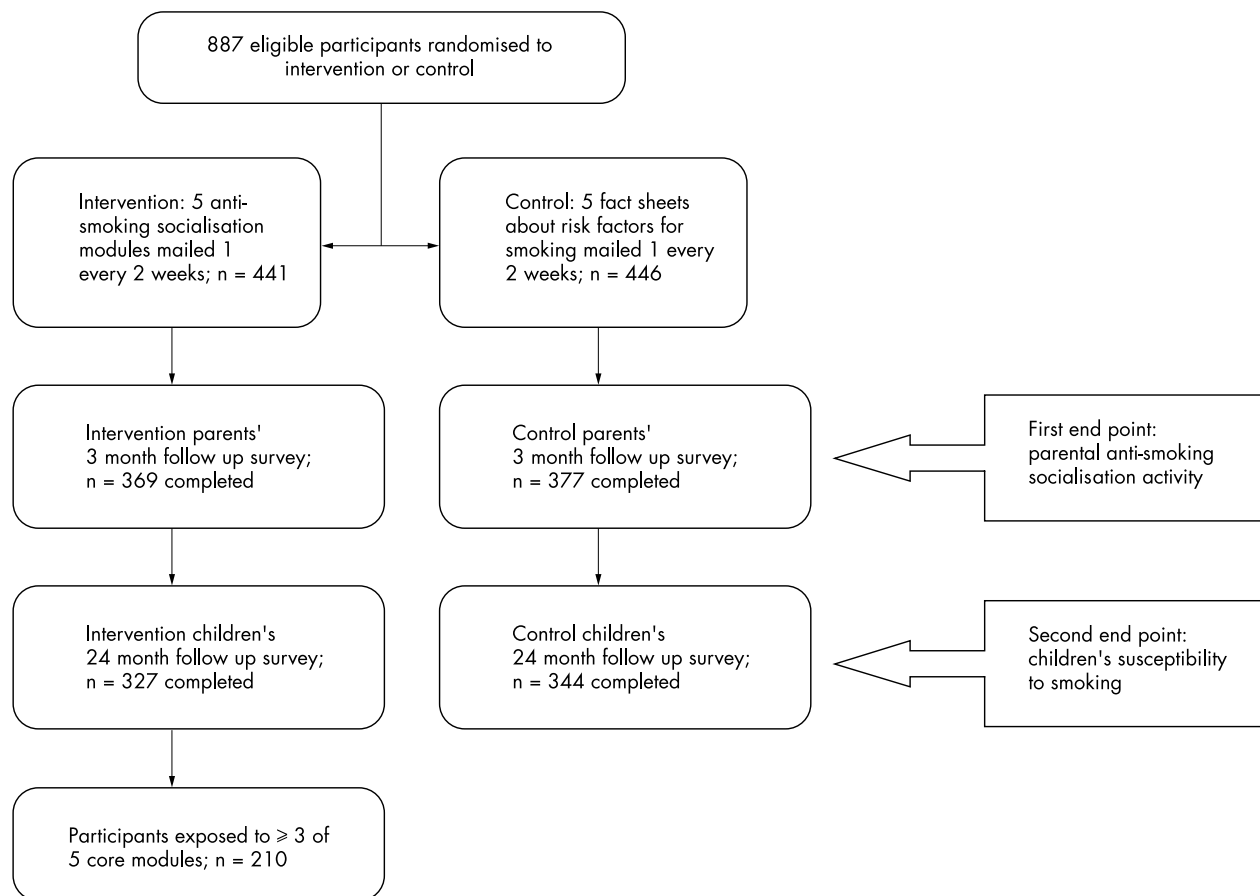 887 eligible participants randomised to
intervention or control
Intervention: 5 anti-
smoking socialisation
modules mailed 1
every 2 weeks; n = 441
Control: 5 fact sheets
about risk factors for
smoking mailed 1 every
2 weeks; n = 446
Intervention parents'
3 month follow up survey;
n = 369 completed
Control parents'
3 month follow up survey;
n = 377 completed
First end point:
parental anti-smoking
socialisation activity
Intervention children's
24 month follow up survey;
n = 327 completed
Control children's
24 month follow up survey;
n = 344 completed
Second end point:
children's susceptibility
to smoking
Participants exposed to ⩾ 3 of
5 core modules; n = 210